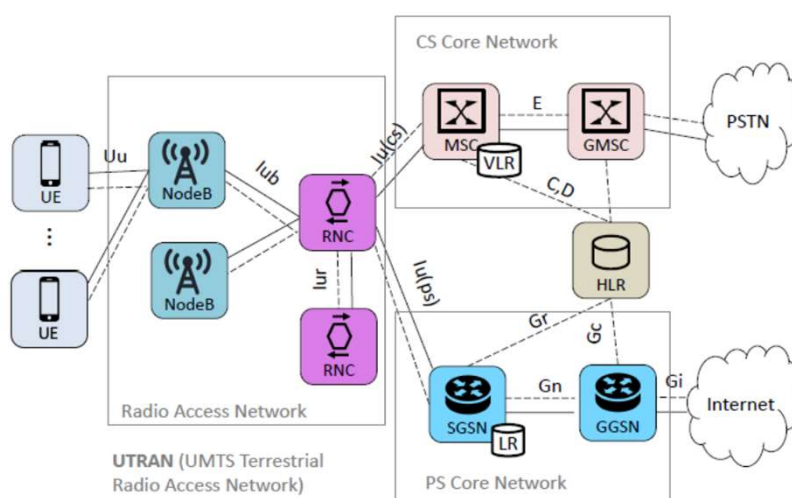 CS Core Network
MSC
VLR
E
GMSC
PSTN
C,D
HLR
UE
Uu
NodeB
Iub
RNC
Iu(cs)
⋮
UE
NodeB
Iur
RNC
Iu(ps)
Radio Access Network
UTRAN (UMTS Terrestrial
Radio Access Network)
Gr
Gc
SGSN
LR
Gn
GGSN
Gi
Internet
PS Core Network